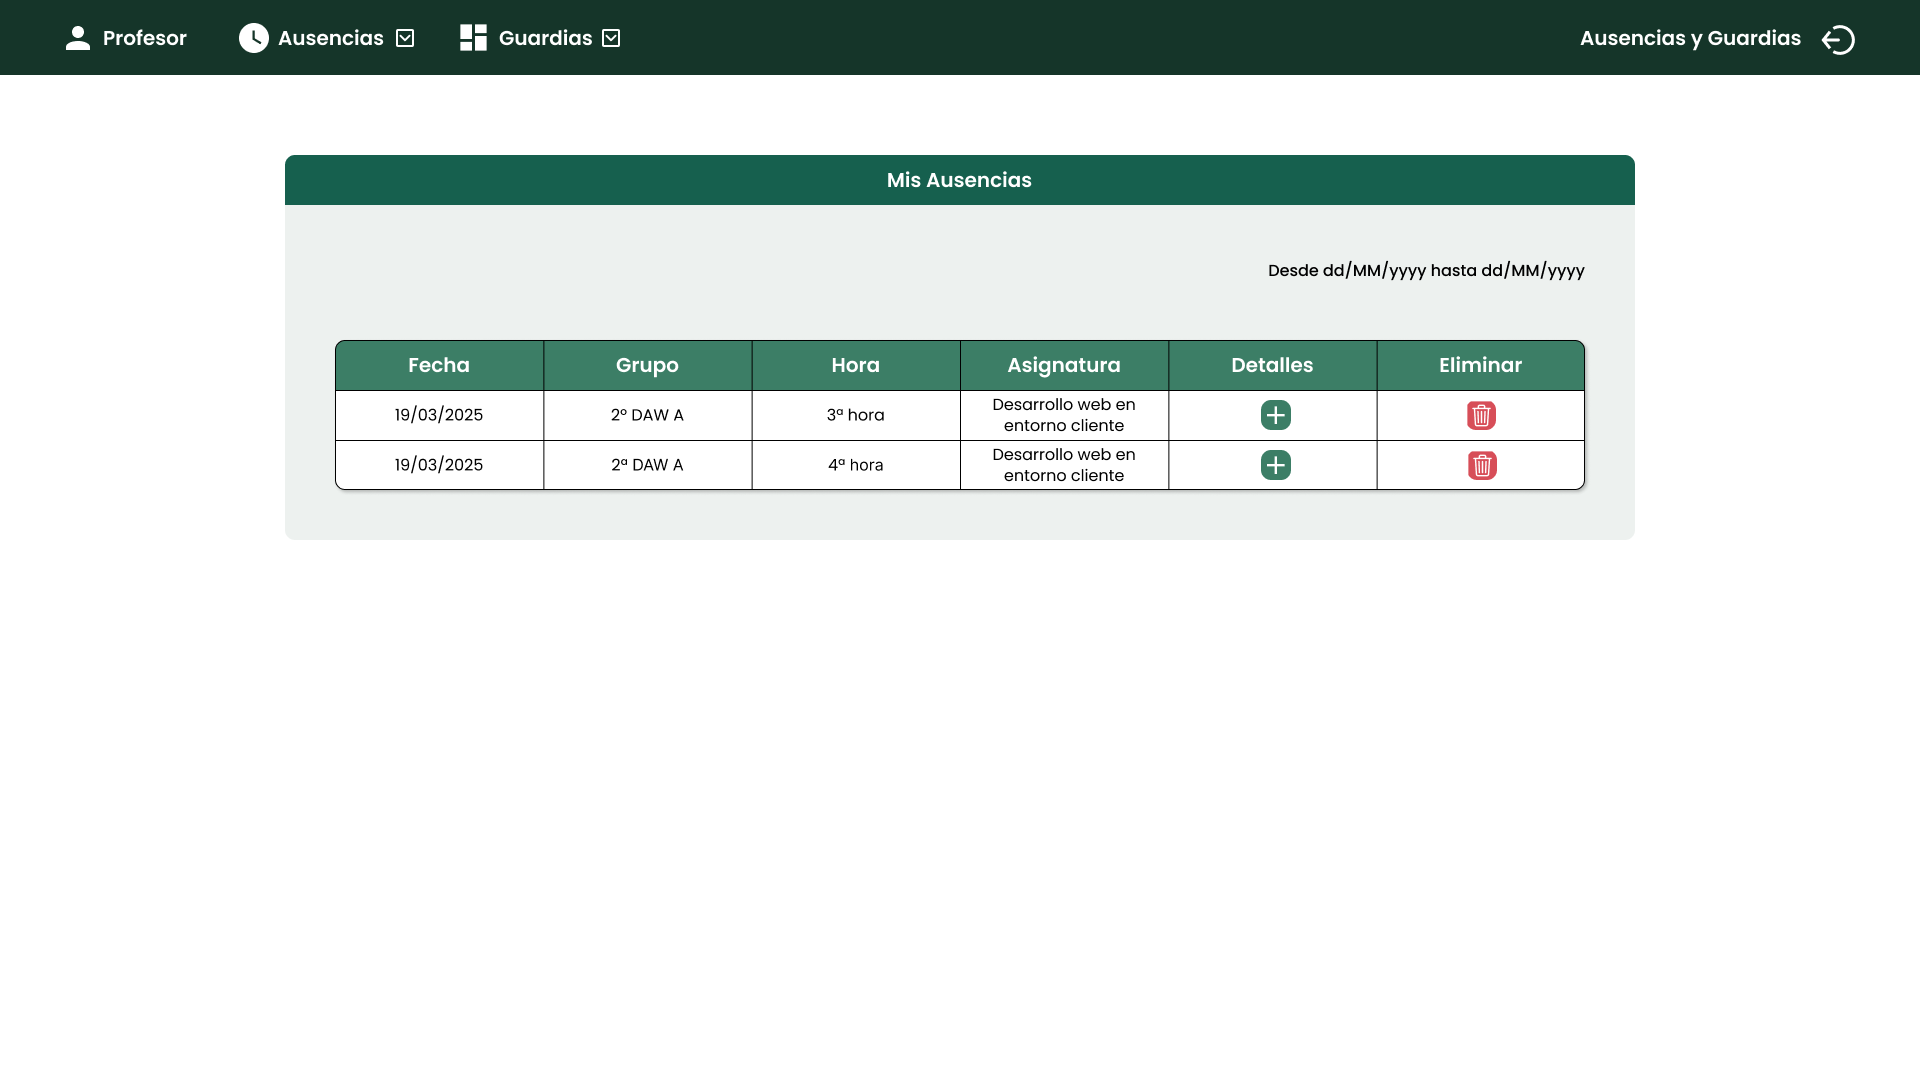 Profesor Ausencias Guardias Ausencias y Guardias
Mis Ausencias
Desde dd/MM/yyyy hasta dd/MM/yyyy
Fecha Grupo Hora Asignatura Detalles Eliminar
19/03/2025 2º DAW A 3ª hora Desarrollo web en
entorno cliente
19/03/2025 2ª DAW A 4ª hora Desarrollo web en
entorno cliente